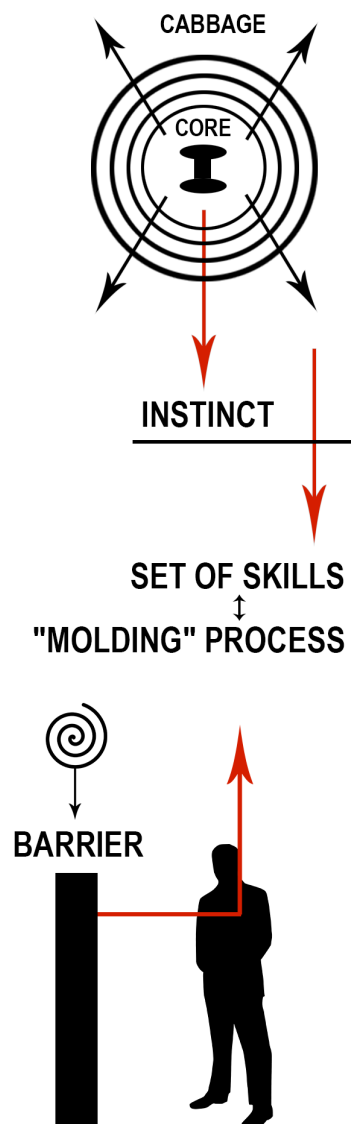 CABBAGE
CORE
INSTINCT
SET OF SKILLS
"MOLDING" PROCESS
BARRIER